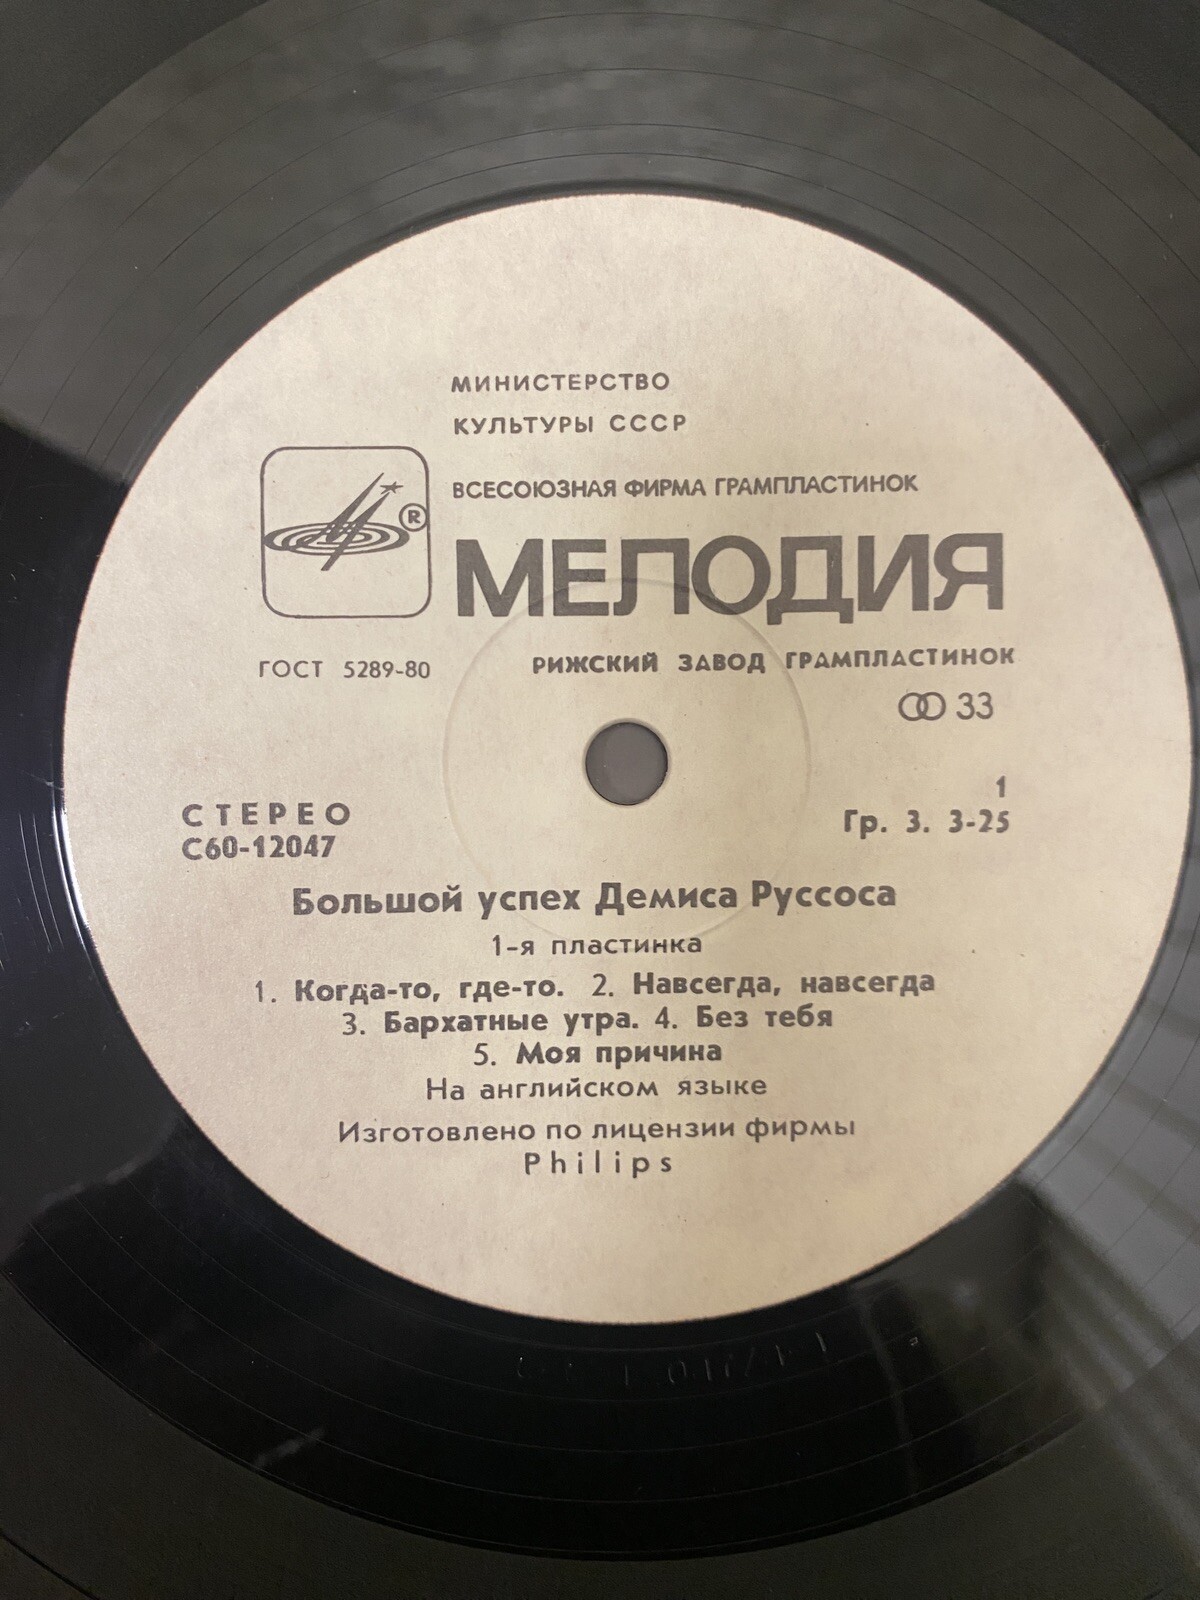 МИНИСТЕРСТВО
КУЛЬТУРЫ СССР
ВСЕСОЮЗНАЯ ФИРМА ГРАМПЛАСТИНОК
®
МЕЛОДИЯ
ГОСТ 5289-80
РИЖСКИЙ ЗАВОД ГРАМПЛАСТИНОК
33
1
СТЕРЕО
Гр. 3. 3-25
С60-12047
Большой успех Демиса Руссоса
1-я пластинка
1. Когда-то, где-то. 2. Навсегда, навсегда
3. Бархатные утра. 4. Без тебя
5. Моя причина
На английском языке
Изготовлено по лицензии фирмы
Philips